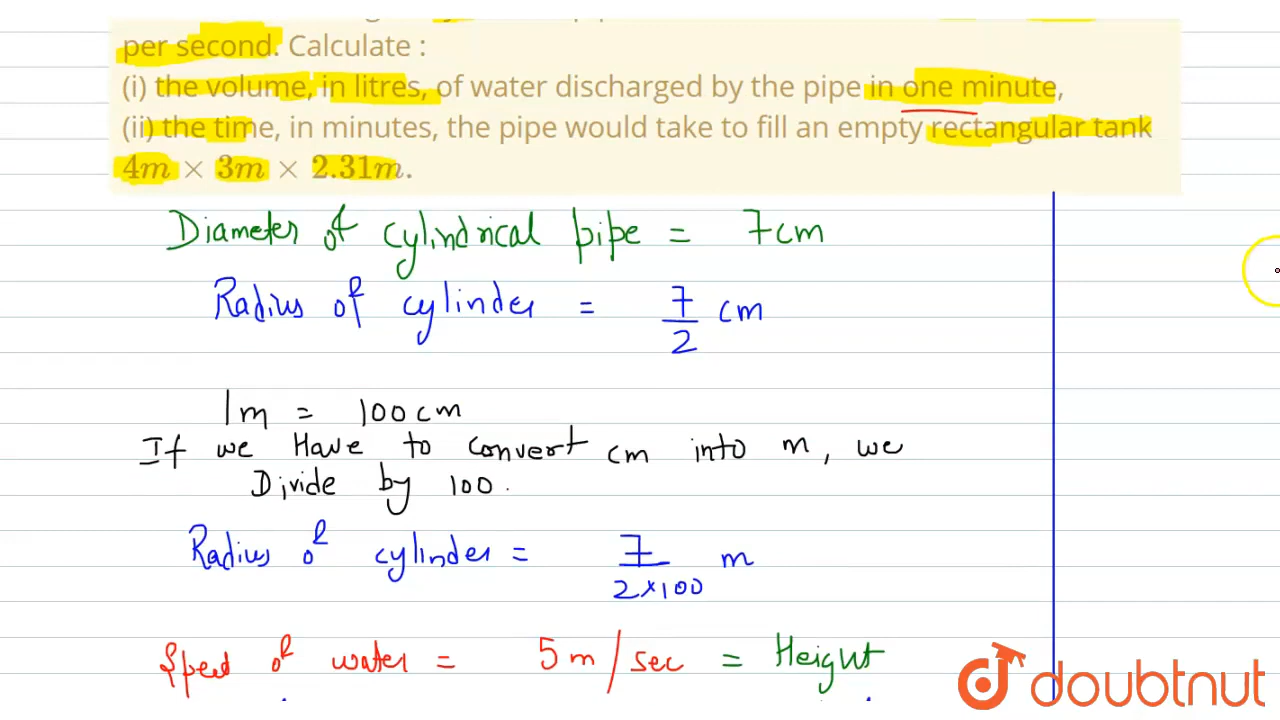 per second. Calculate :
(i) the volume, in litres, of water discharged by the pipe in one minute,
(ii) the time, in minutes, the pipe would take to fill an empty rectangular tank
4m × 3m × 2.31m.
Diameter of cylindrical pipe = 7cm
Radius of cylinder = 7/2 cm
1m = 100cm
If we Have to convert cm into m, we
Divide by 100.
Radius of cylinder = 7/2×100 m
Speed of water = 5m/sec = Height
doubtnut